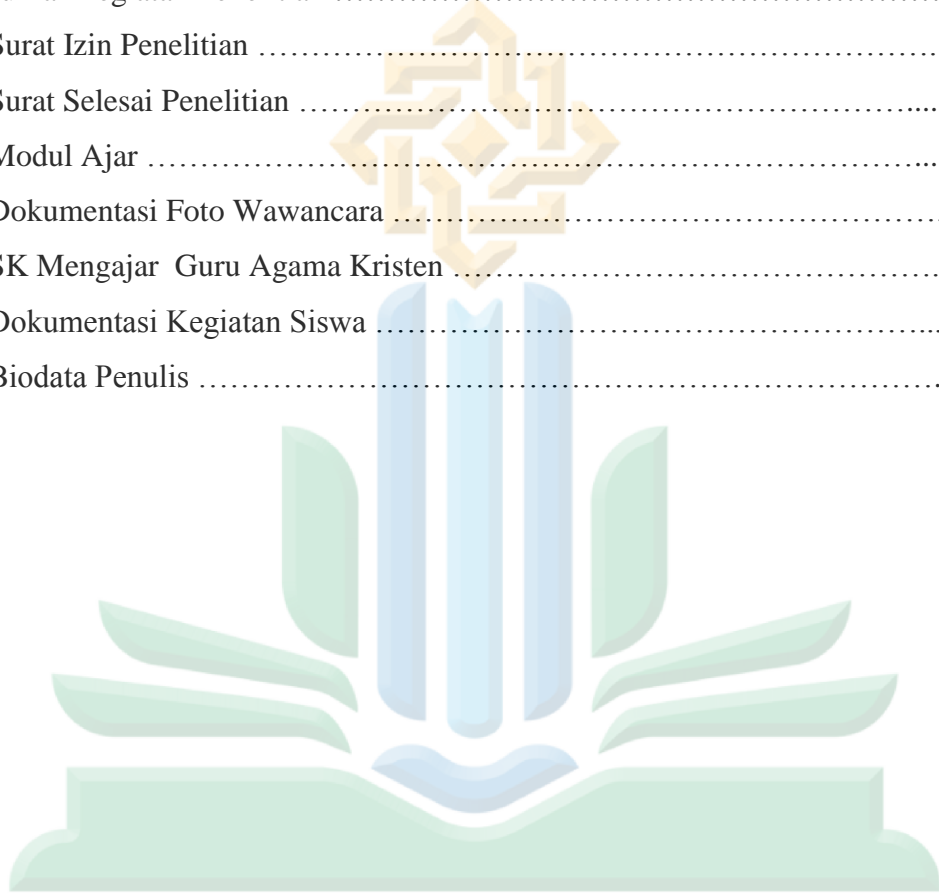 Surat Izin Penelitian ……………………………………………………….
Surat Selesai Penelitian …………………………………………………....
Modul Ajar ………………………………………………………………...
Dokumentasi Foto Wawancara …………………………………………….
SK Mengajar Guru Agama Kristen ……………………………………….
Dokumentasi Kegiatan Siswa ……………………………………………...
Biodata Penulis …………………………………………………………….